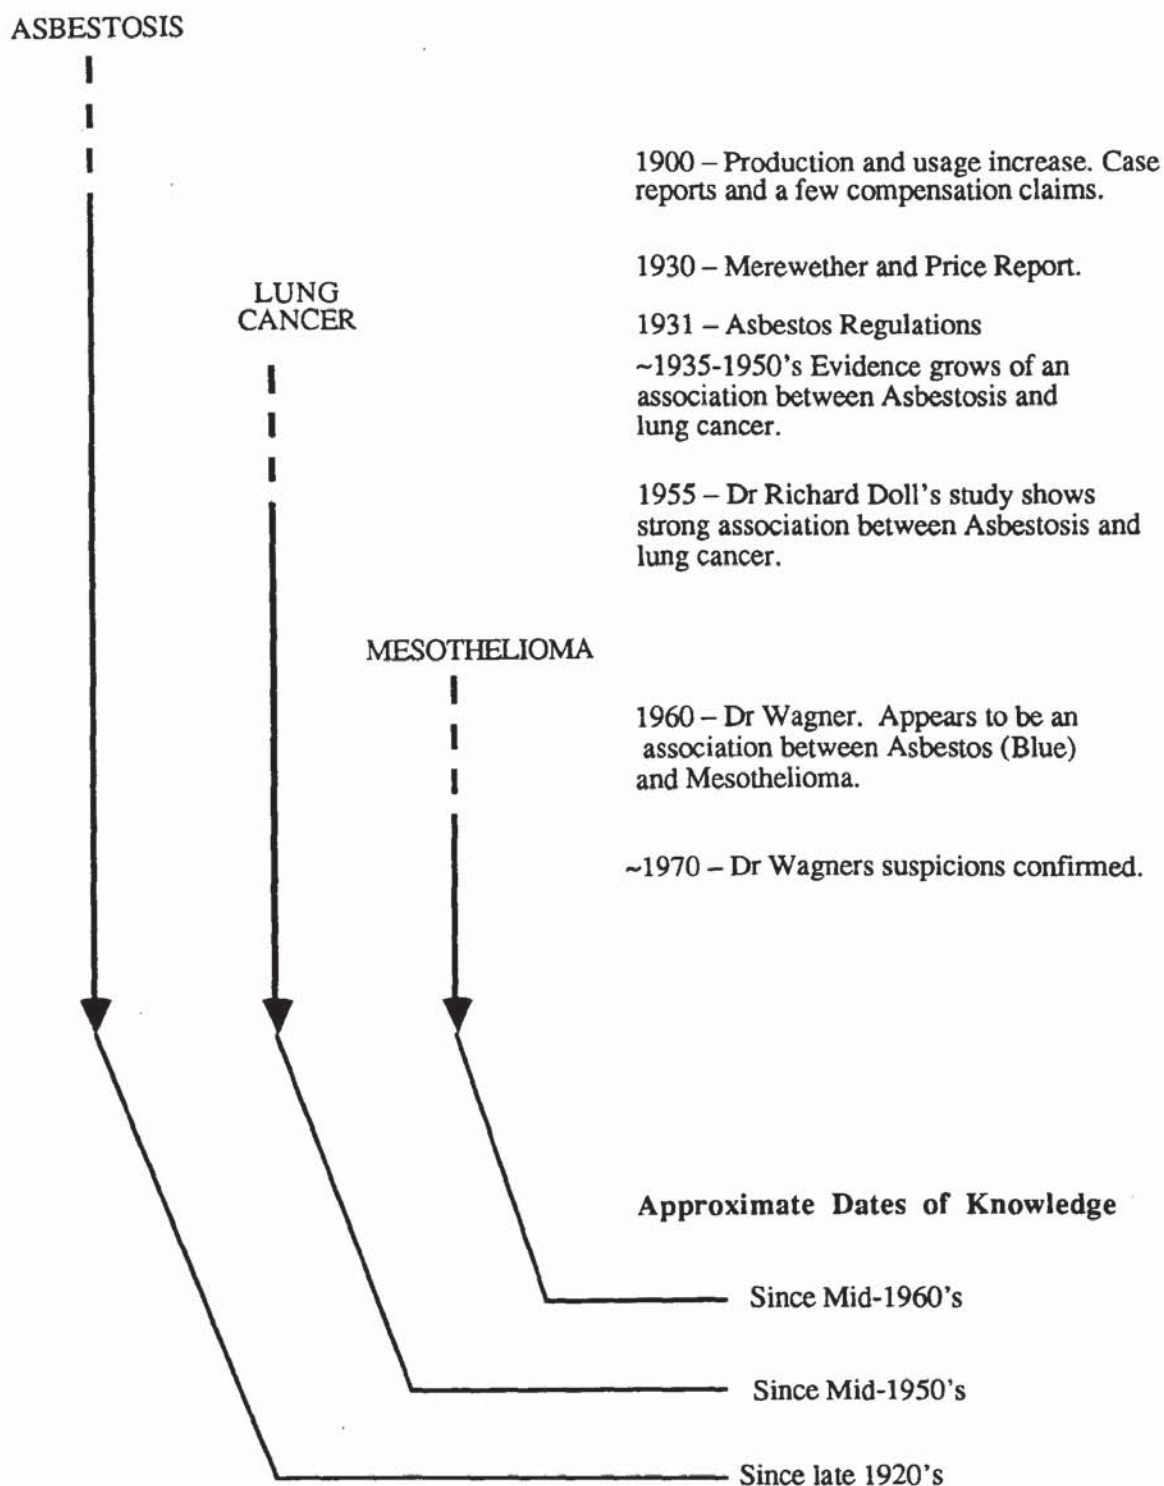 ASBESTOSIS
1900 – Production and usage increase. Case
reports and a few compensation claims.
1930 – Merewether and Price Report.
LUNG
CANCER
1931 – Asbestos Regulations
~1935-1950's Evidence grows of an
association between Asbestosis and
lung cancer.
1955 – Dr Richard Doll's study shows
strong association between Asbestosis and
lung cancer.
MESOTHELIOMA
1960 – Dr Wagner. Appears to be an
association between Asbestos (Blue)
and Mesothelioma.
~1970 – Dr Wagners suspicions confirmed.
Approximate Dates of Knowledge
Since Mid-1960's
Since Mid-1950's
Since late 1920's